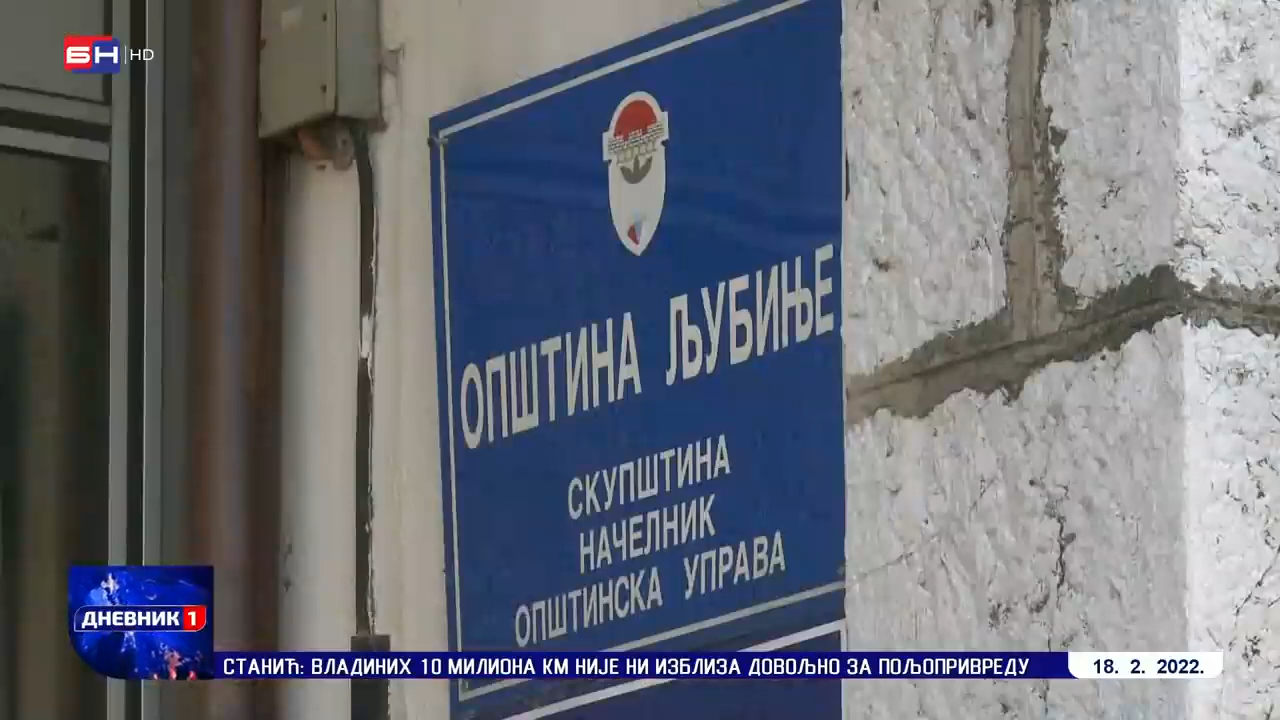 БН HD
ОПШТИНА ЉУБИЊЕ
СКУПШТИНА
НАЧЕЛНИК
ОПШТИНСКА УПРАВА
ДНЕВНИК 1
СТАНИЋ: ВЛАДИНИХ 10 МИЛИОНА КМ НИЈЕ НИ ИЗБЛИЗА ДОВОЉНО ЗА ПОЉОПРИВРЕДУ
18. 2. 2022.